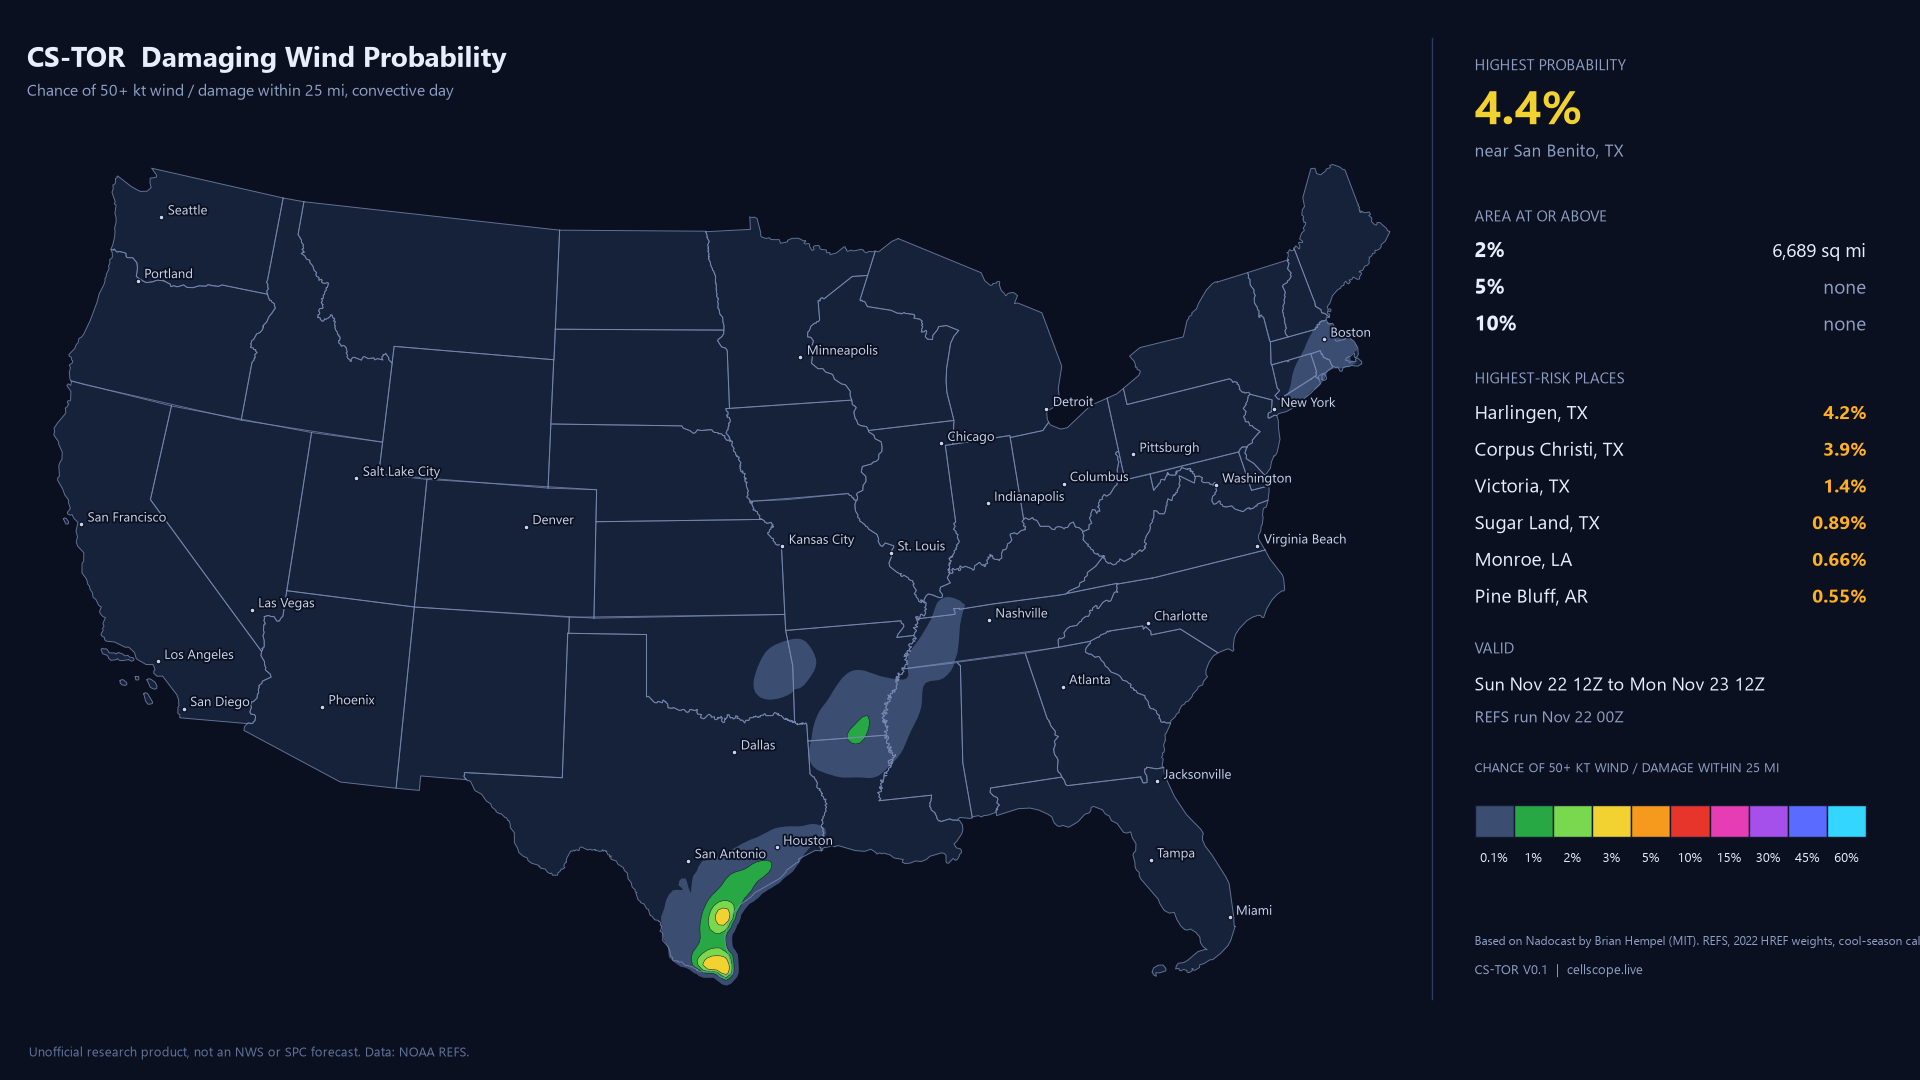 CS-TOR  Damaging Wind Probability
Chance of 50+ kt wind / damage within 25 mi, convective day
Seattle
Portland
Minneapolis
Boston
Detroit
New York
Chicago
Pittsburgh
Salt Lake City
Columbus
Washington
Indianapolis
San Francisco
Denver
Kansas City
St. Louis
Virginia Beach
Las Vegas
Nashville
Charlotte
Los Angeles
Atlanta
San Diego
Phoenix
Dallas
Jacksonville
Houston
San Antonio
Tampa
Miami
HIGHEST PROBABILITY
4.4%
near San Benito, TX
AREA AT OR ABOVE
2% 6,689 sq mi
5% none
10% none
HIGHEST-RISK PLACES
Harlingen, TX 4.2%
Corpus Christi, TX 3.9%
Victoria, TX 1.4%
Sugar Land, TX 0.89%
Monroe, LA 0.66%
Pine Bluff, AR 0.55%
VALID
Sun Nov 22 12Z to Mon Nov 23 12Z
REFS run Nov 22 00Z
CHANCE OF 50+ KT WIND / DAMAGE WITHIN 25 MI
0.1% 1% 2% 3% 5% 10% 15% 30% 45% 60%
Based on Nadocast by Brian Hempel (MIT). REFS, 2022 HREF weights, cool-season cal
CS-TOR V0.1 | cellscope.live
Unofficial research product, not an NWS or SPC forecast. Data: NOAA REFS.